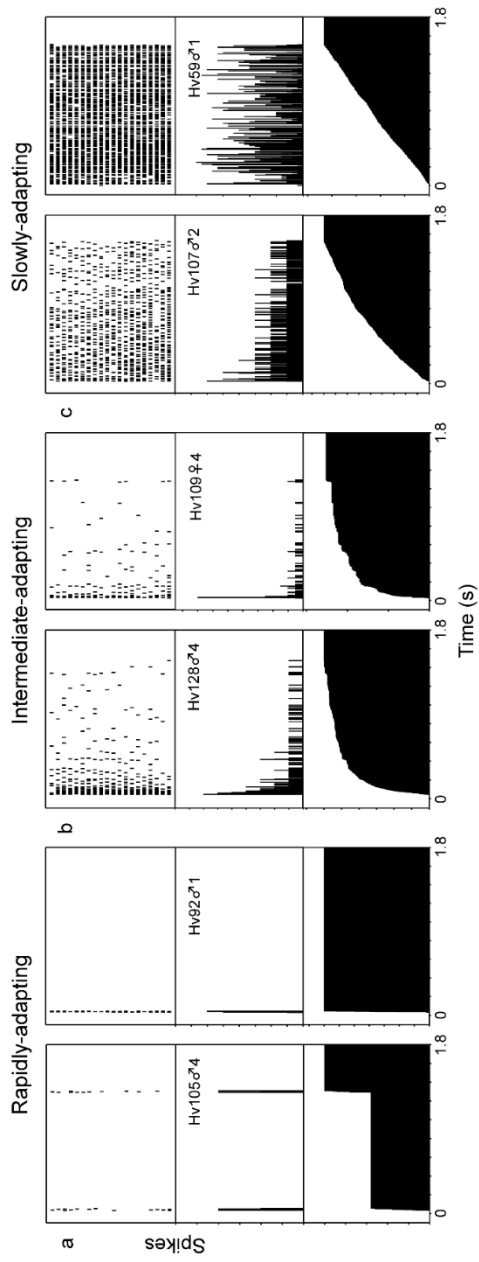 Rapidly-adapting
Intermediate-adapting
Slowly-adapting
a
b
c
Spikes
Hv105♂4
Hv92♂1
Hv128♂4
Hv109♀4
Hv107♂2
Hv59♂1
0
1.8
0
1.8
0
1.8
0
1.8
0
1.8
0
1.8
Time (s)